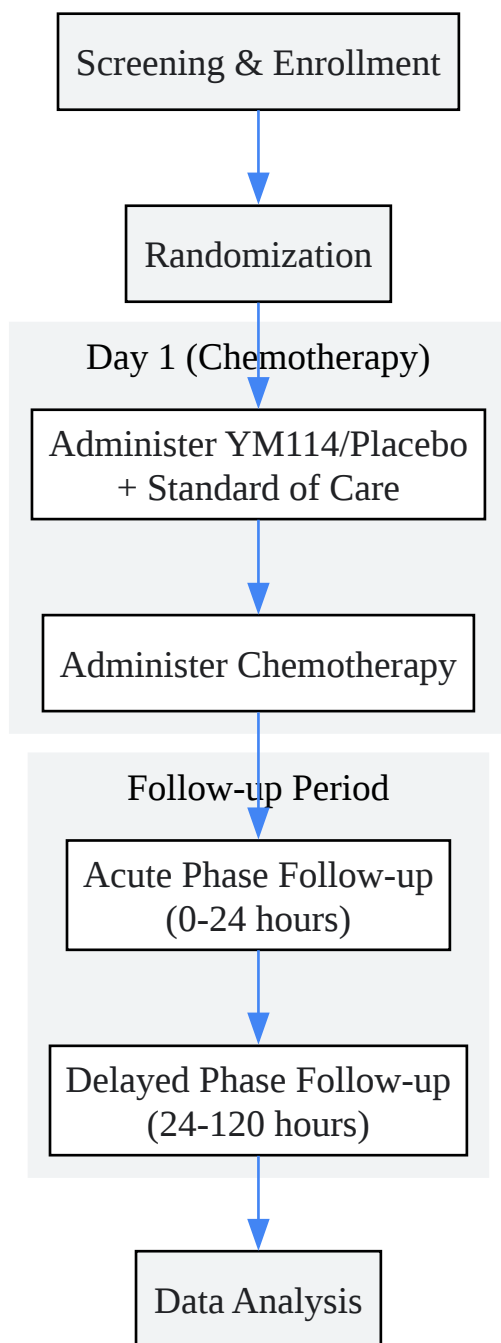 Screening & Enrollment
Randomization
Day 1 (Chemotherapy)
Administer YM114/Placebo
+ Standard of Care
Administer Chemotherapy
Follow-up Period
Acute Phase Follow-up
(0-24 hours)
Delayed Phase Follow-up
(24-120 hours)
Data Analysis